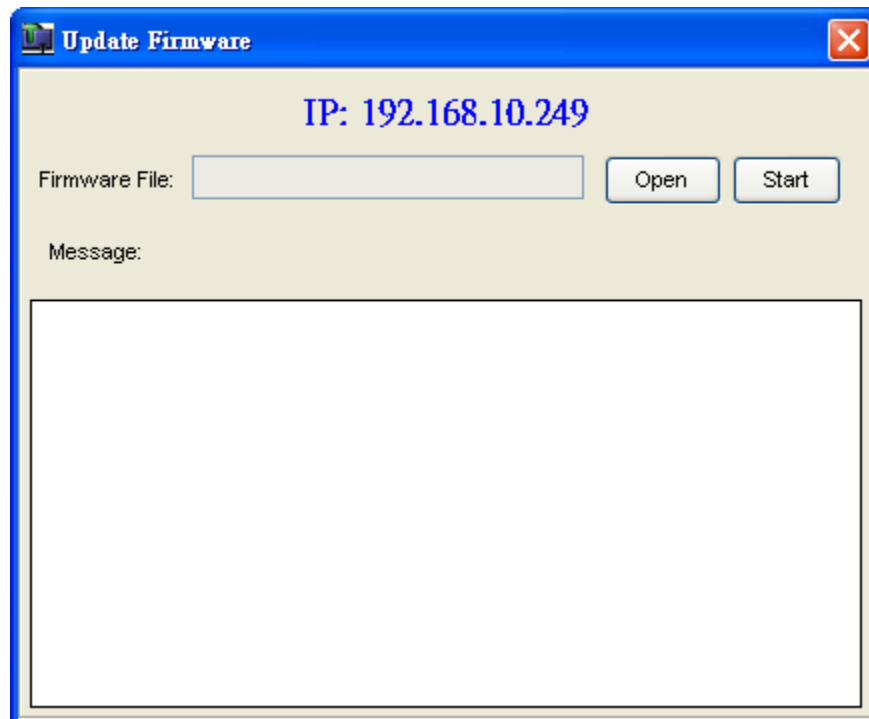 Update Firmware
IP: 192.168.10.249
Firmware File:
Open
Start
Message: